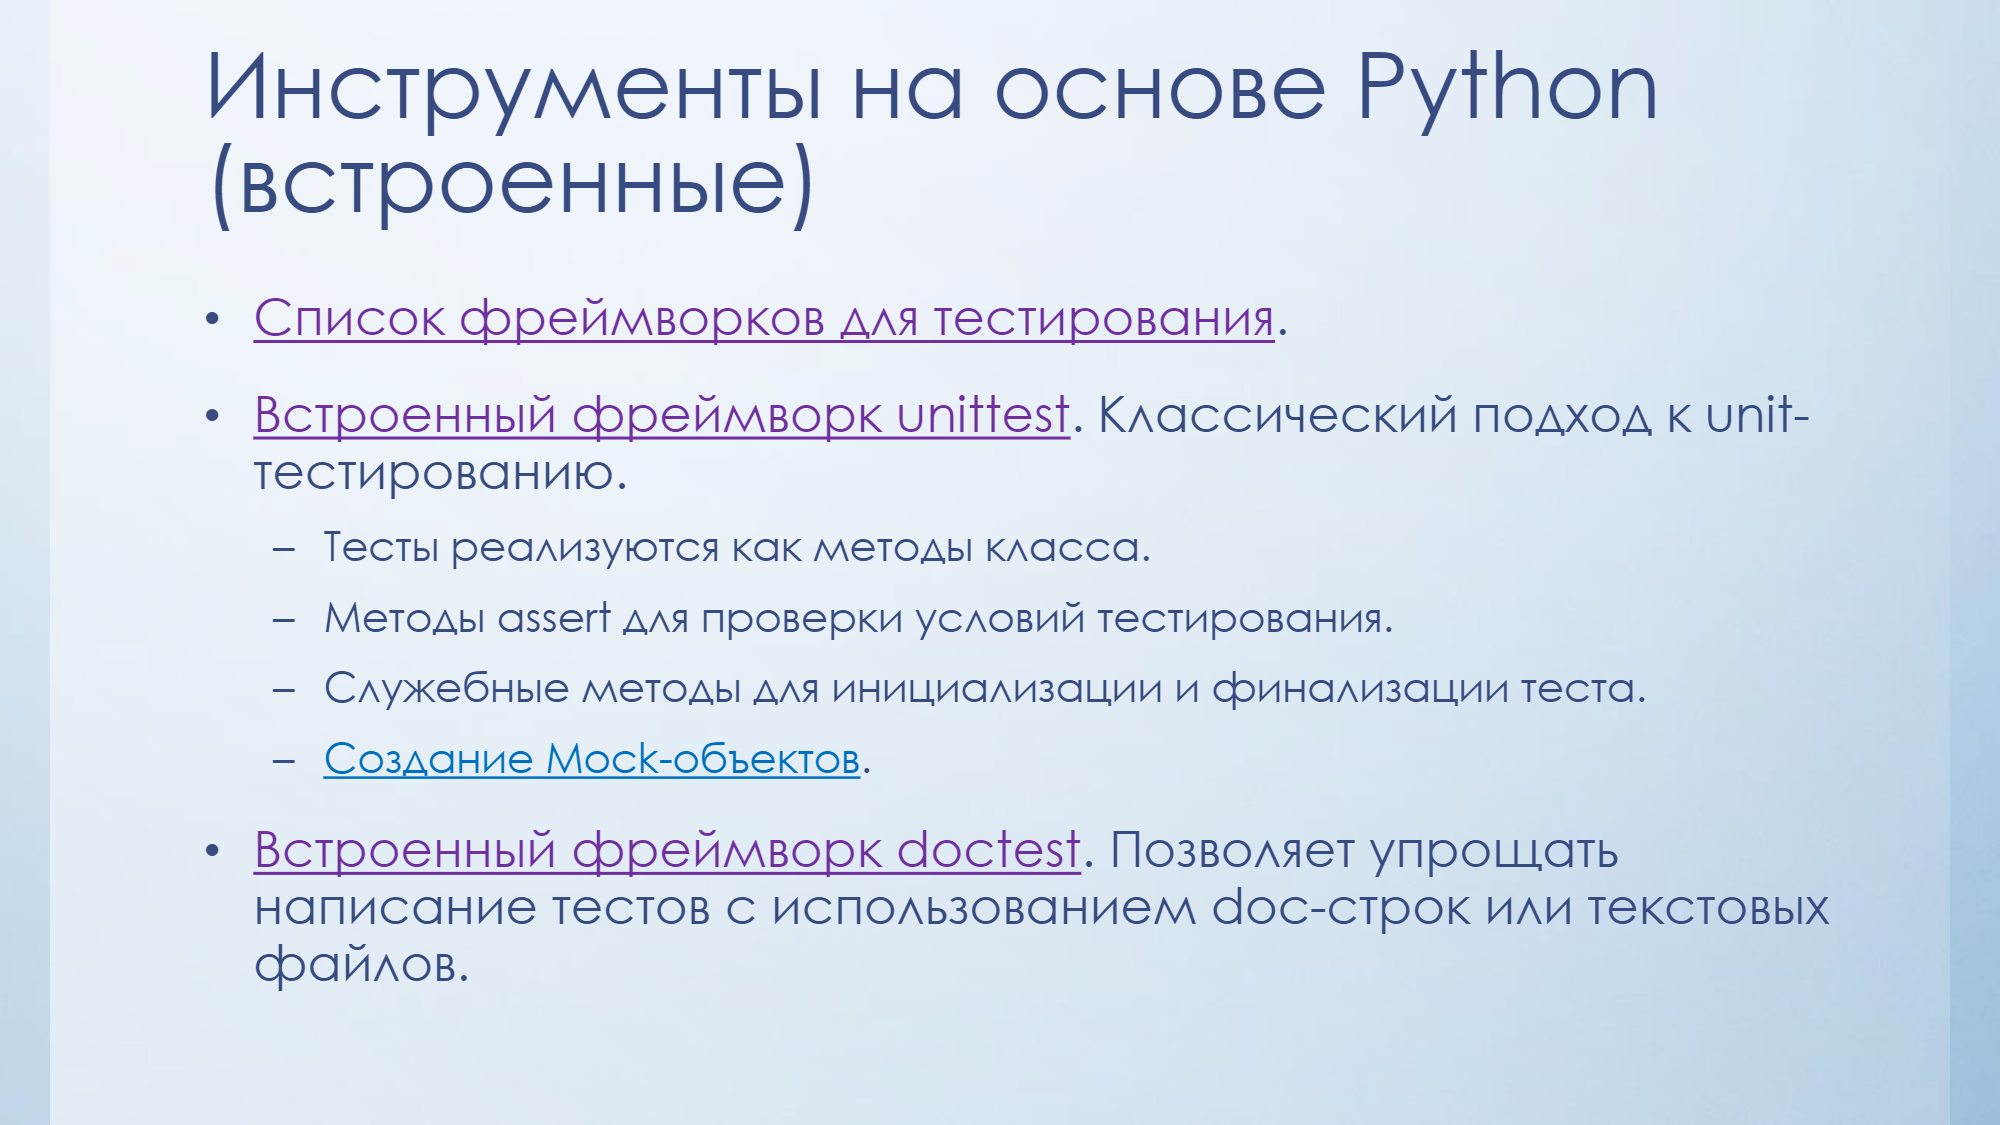 Инструменты на основе Python
(встроенные)
• Список фреймворков для тестирования.
• Встроенный фреймворк unittest. Классический подход к unit-
тестированию.
– Тесты реализуются как методы класса.
– Методы assert для проверки условий тестирования.
– Служебные методы для инициализации и финализации теста.
– Создание Mock-объектов.
• Встроенный фреймворк doctest. Позволяет упрощать
написание тестов с использованием doc-строк или текстовых
файлов.